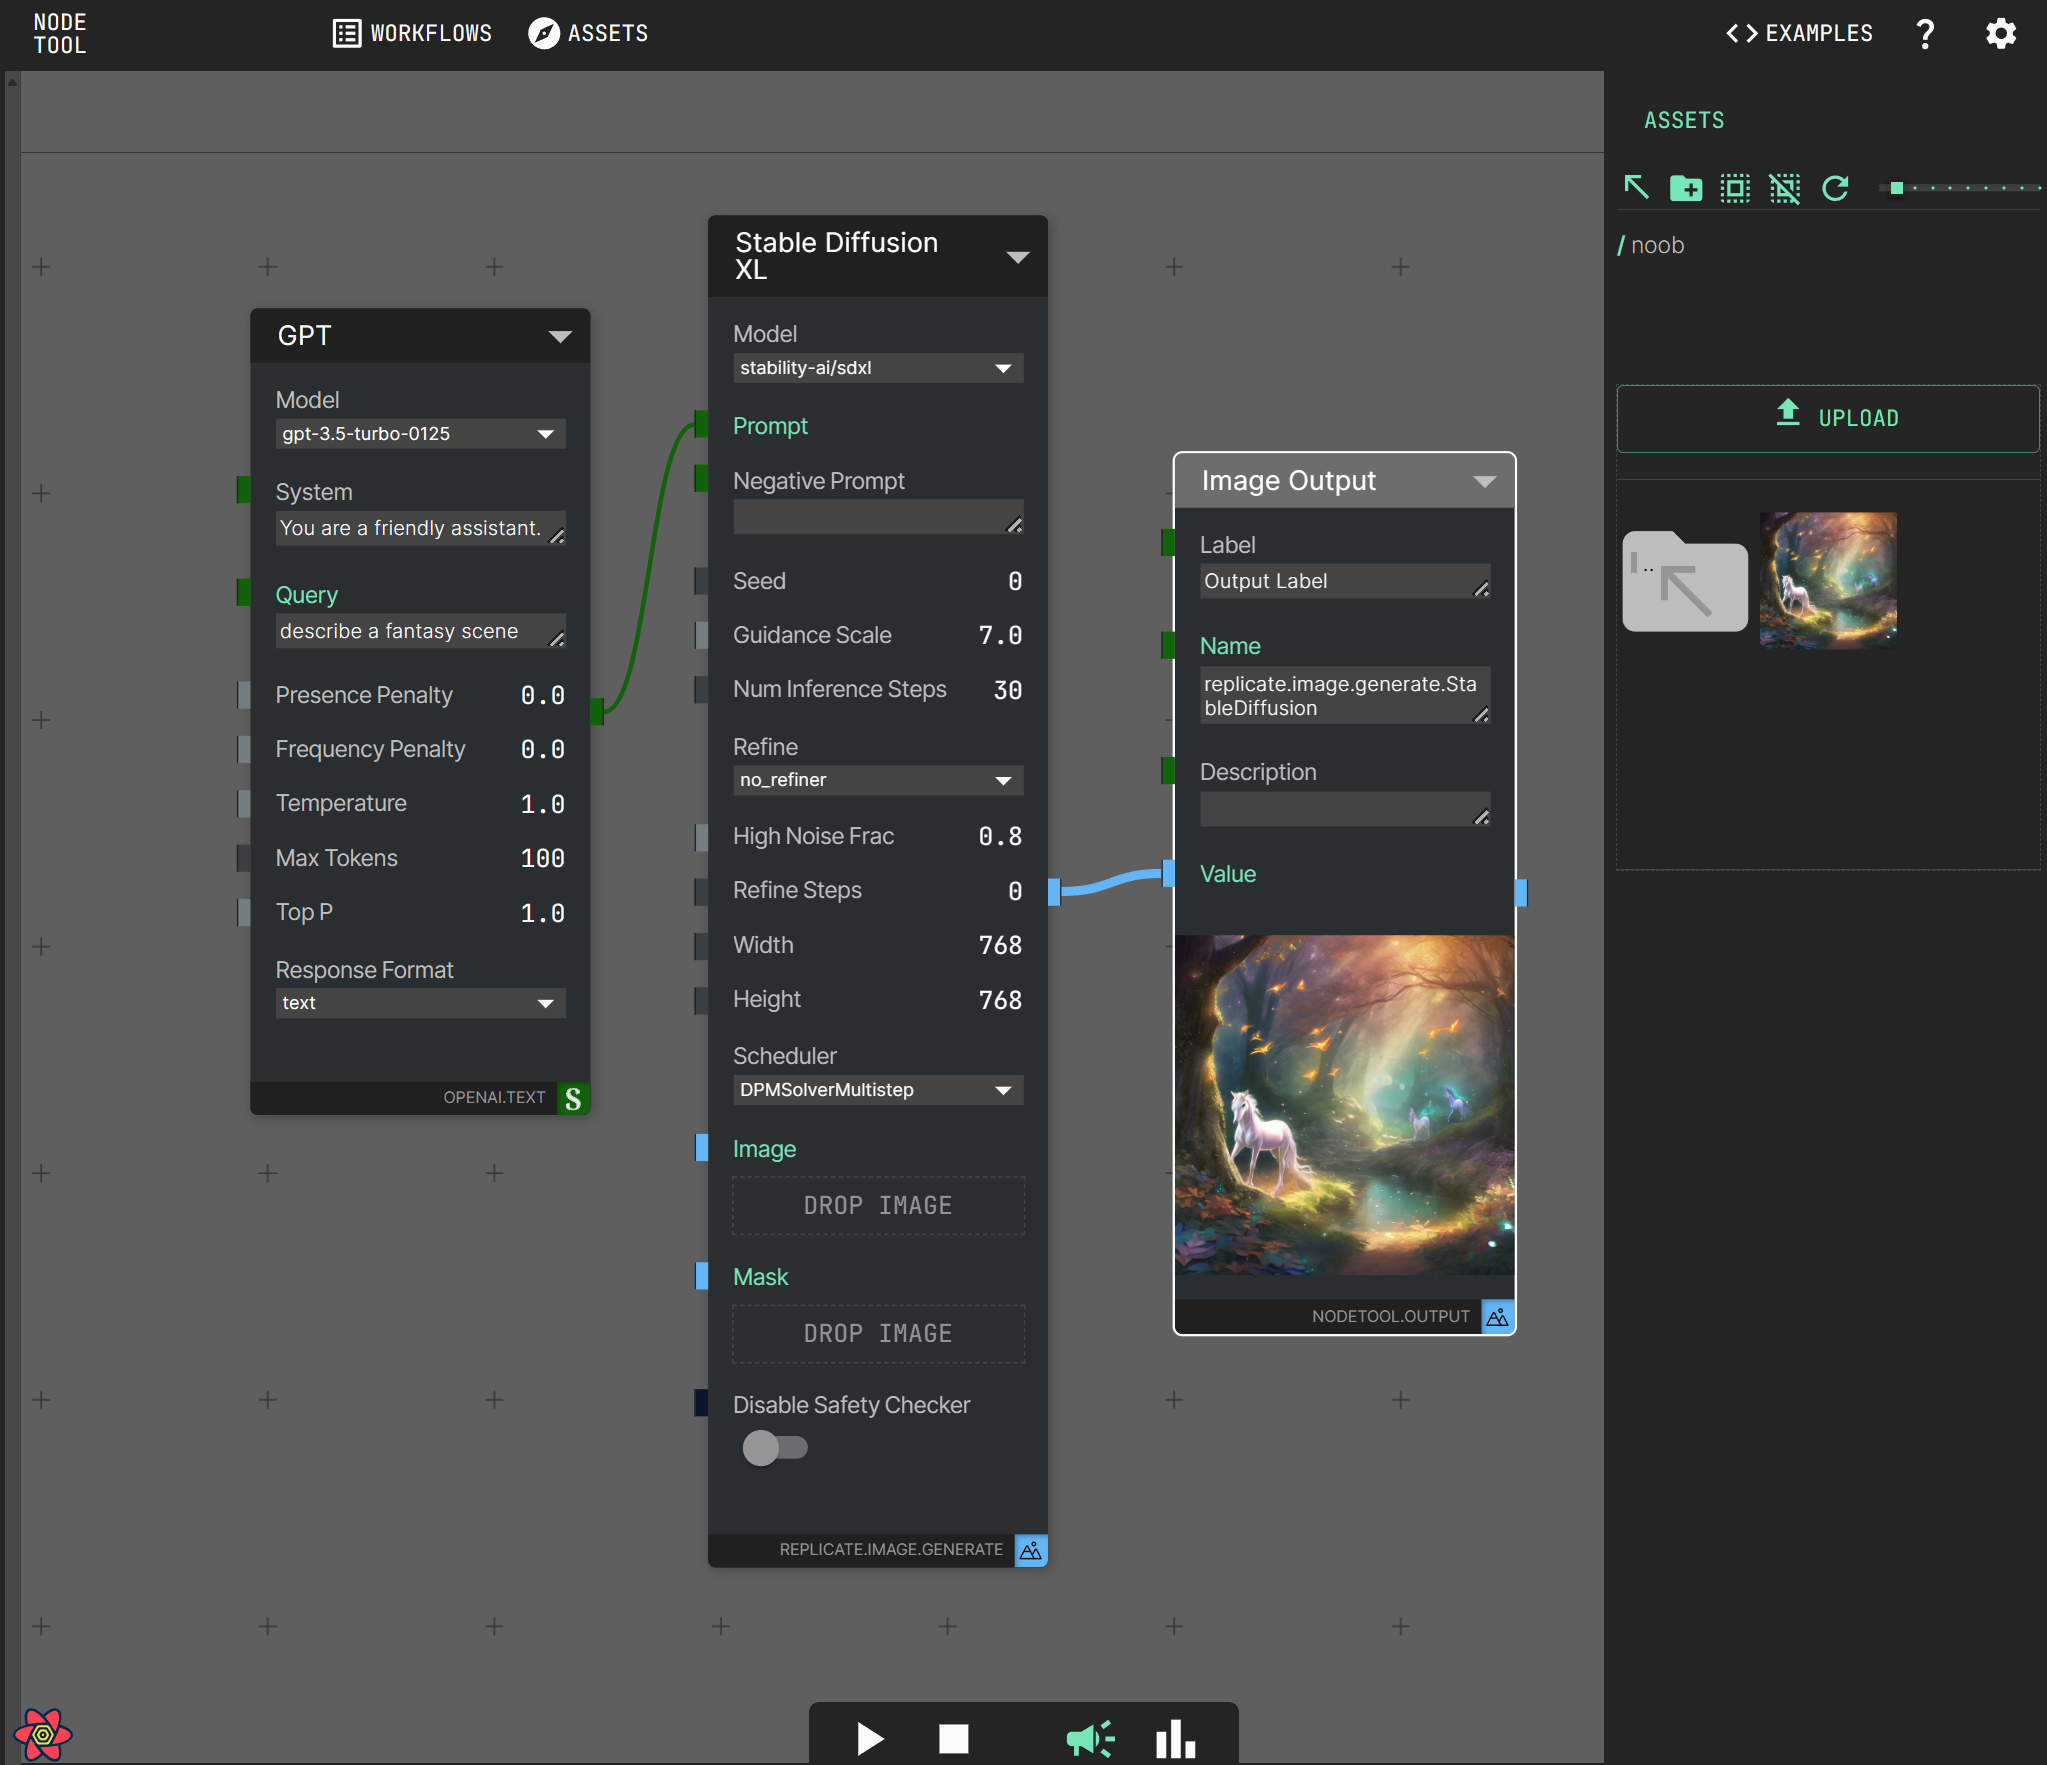 NODE
TOOL
WORKFLOWS
ASSETS
EXAMPLES
?
GPT
Model
gpt-3.5-turbo-0125
System
You are a friendly assistant.
Query
describe a fantasy scene
Presence Penalty 0.0
Frequency Penalty 0.0
Temperature 1.0
Max Tokens 100
Top P 1.0
Response Format
text
OPENAI.TEXT S
Stable Diffusion
XL
Model
stability-ai/sdxl
Prompt
Negative Prompt
Seed 0
Guidance Scale 7.0
Num Inference Steps 30
Refine
no_refiner
High Noise Frac 0.8
Refine Steps 0
Width 768
Height 768
Scheduler
DPMSolverMultistep
Image
DROP IMAGE
Mask
DROP IMAGE
Disable Safety Checker
REPLICATE.IMAGE.GENERATE
Image Output
Label
Output Label
Name
replicate.image.generate.Sta
bleDiffusion
Description
Value
NODETOOL.OUTPUT
ASSETS
/ noob
UPLOAD
..